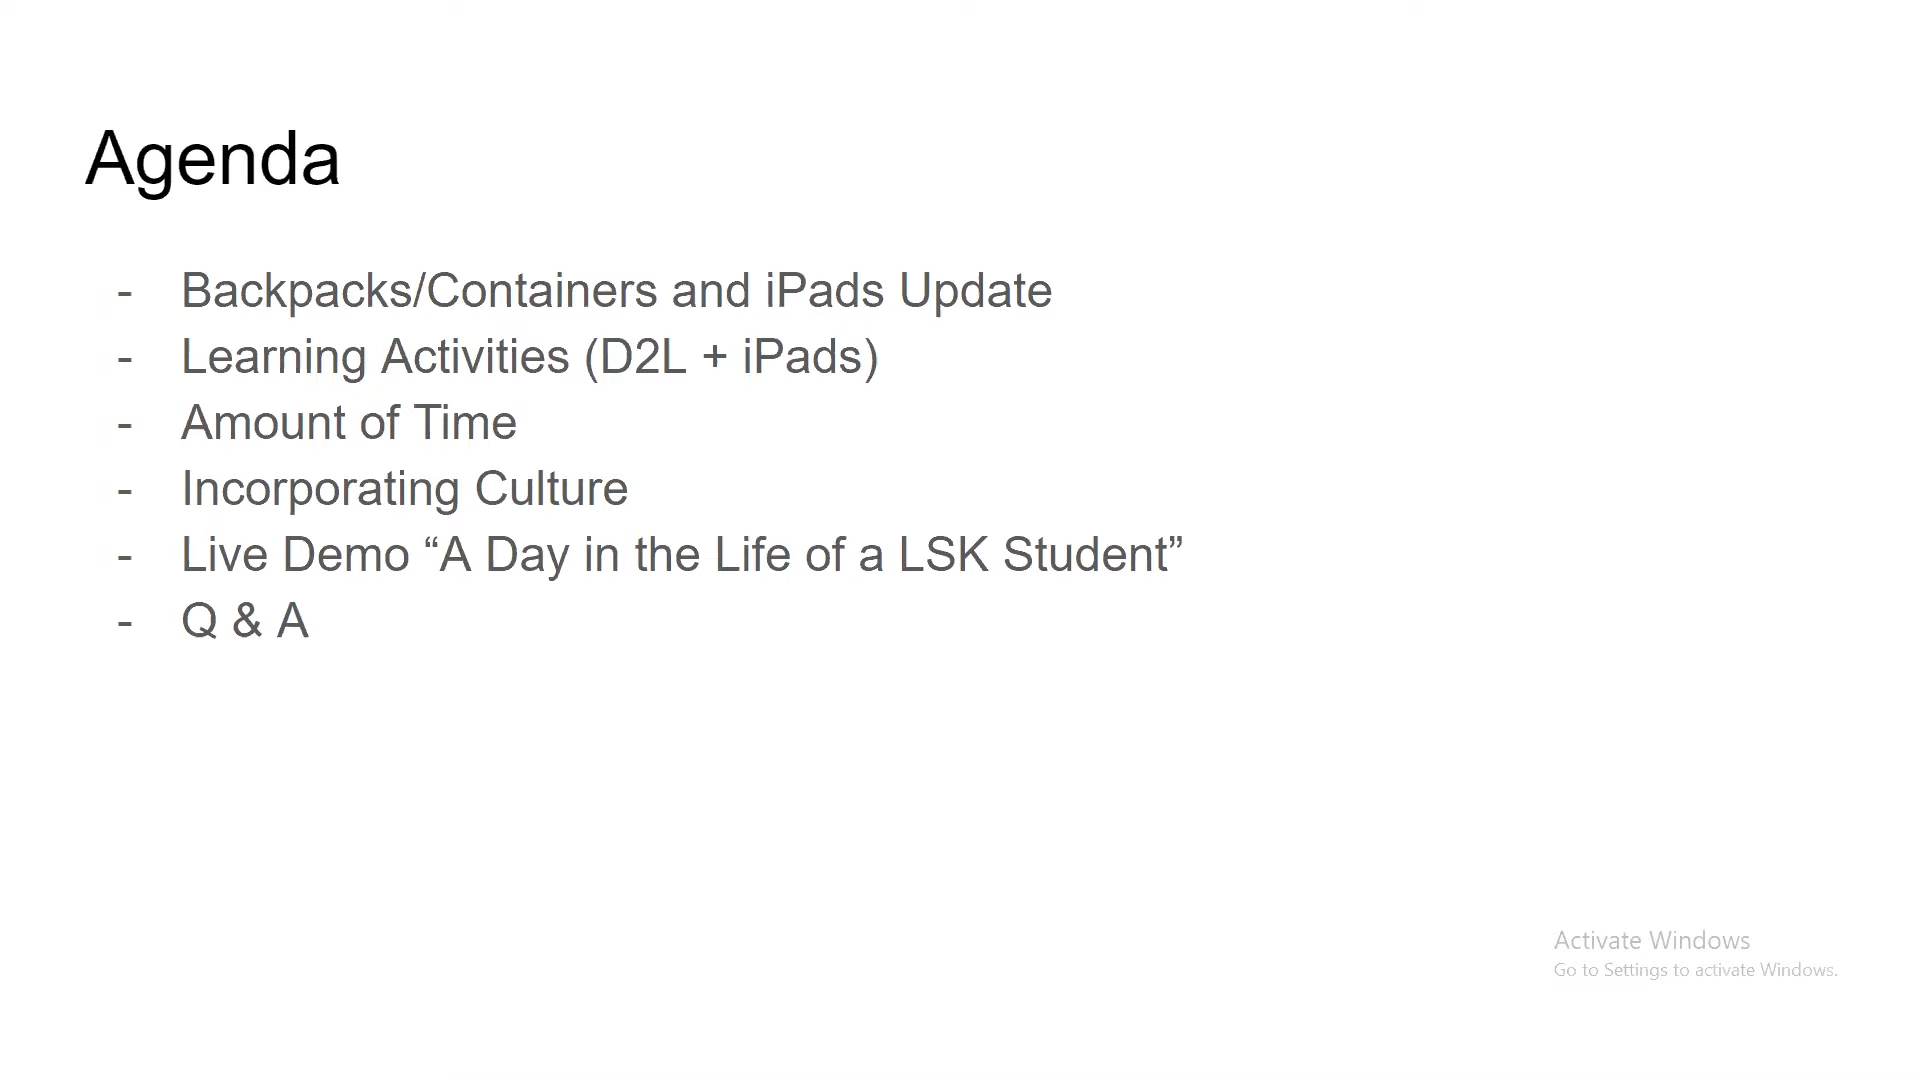 Agenda
- Backpacks/Containers and iPads Update
- Learning Activities (D2L + iPads)
- Amount of Time
- Incorporating Culture
- Live Demo “A Day in the Life of a LSK Student”
- Q & A
Activate Windows
Go to Settings to activate Windows.